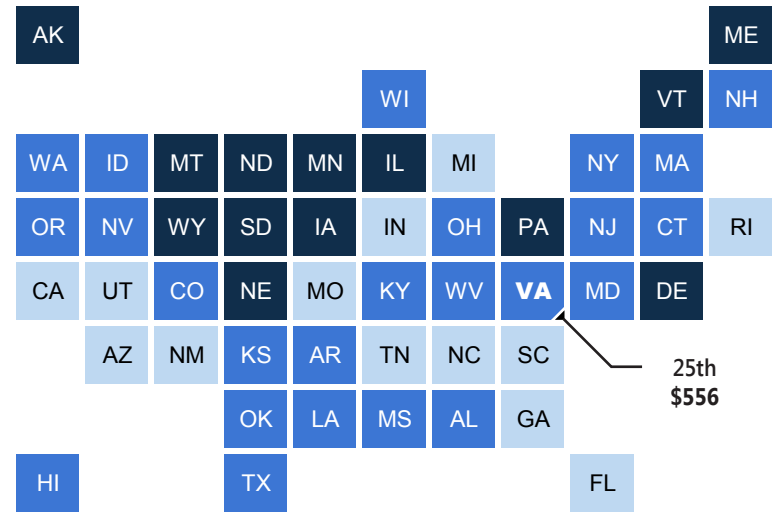 AK ME
WI VT NH
WA ID MT ND MN IL MI NY MA
OR NV WY SD IA IN OH PA NJ CT RI
CA UT CO NE MO KY WV VA MD DE
AZ NM KS AR TN NC SC
25th
$556
OK LA MS AL GA
HI TX FL